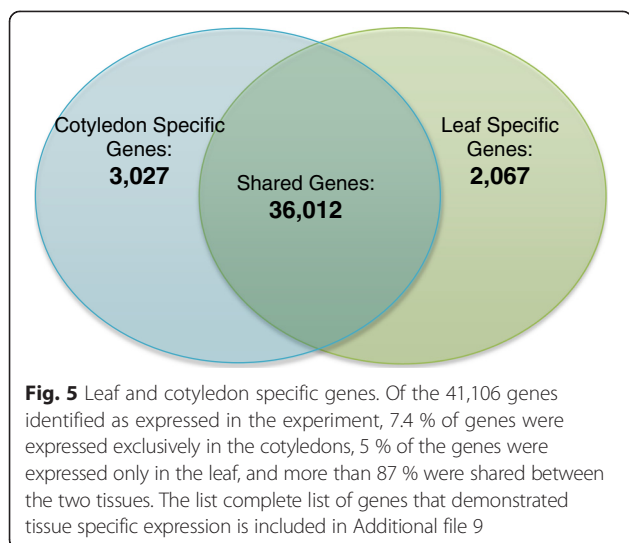 Cotyledon Specific
Genes:
3,027
Shared Genes:
36,012
Leaf Specific
Genes:
2,067
Fig. 5 Leaf and cotyledon specific genes. Of the 41,106 genes
identified as expressed in the experiment, 7.4 % of genes were
expressed exclusively in the cotyledons, 5 % of the genes were
expressed only in the leaf, and more than 87 % were shared between
the two tissues. The list complete list of genes that demonstrated
tissue specific expression is included in Additional file 9